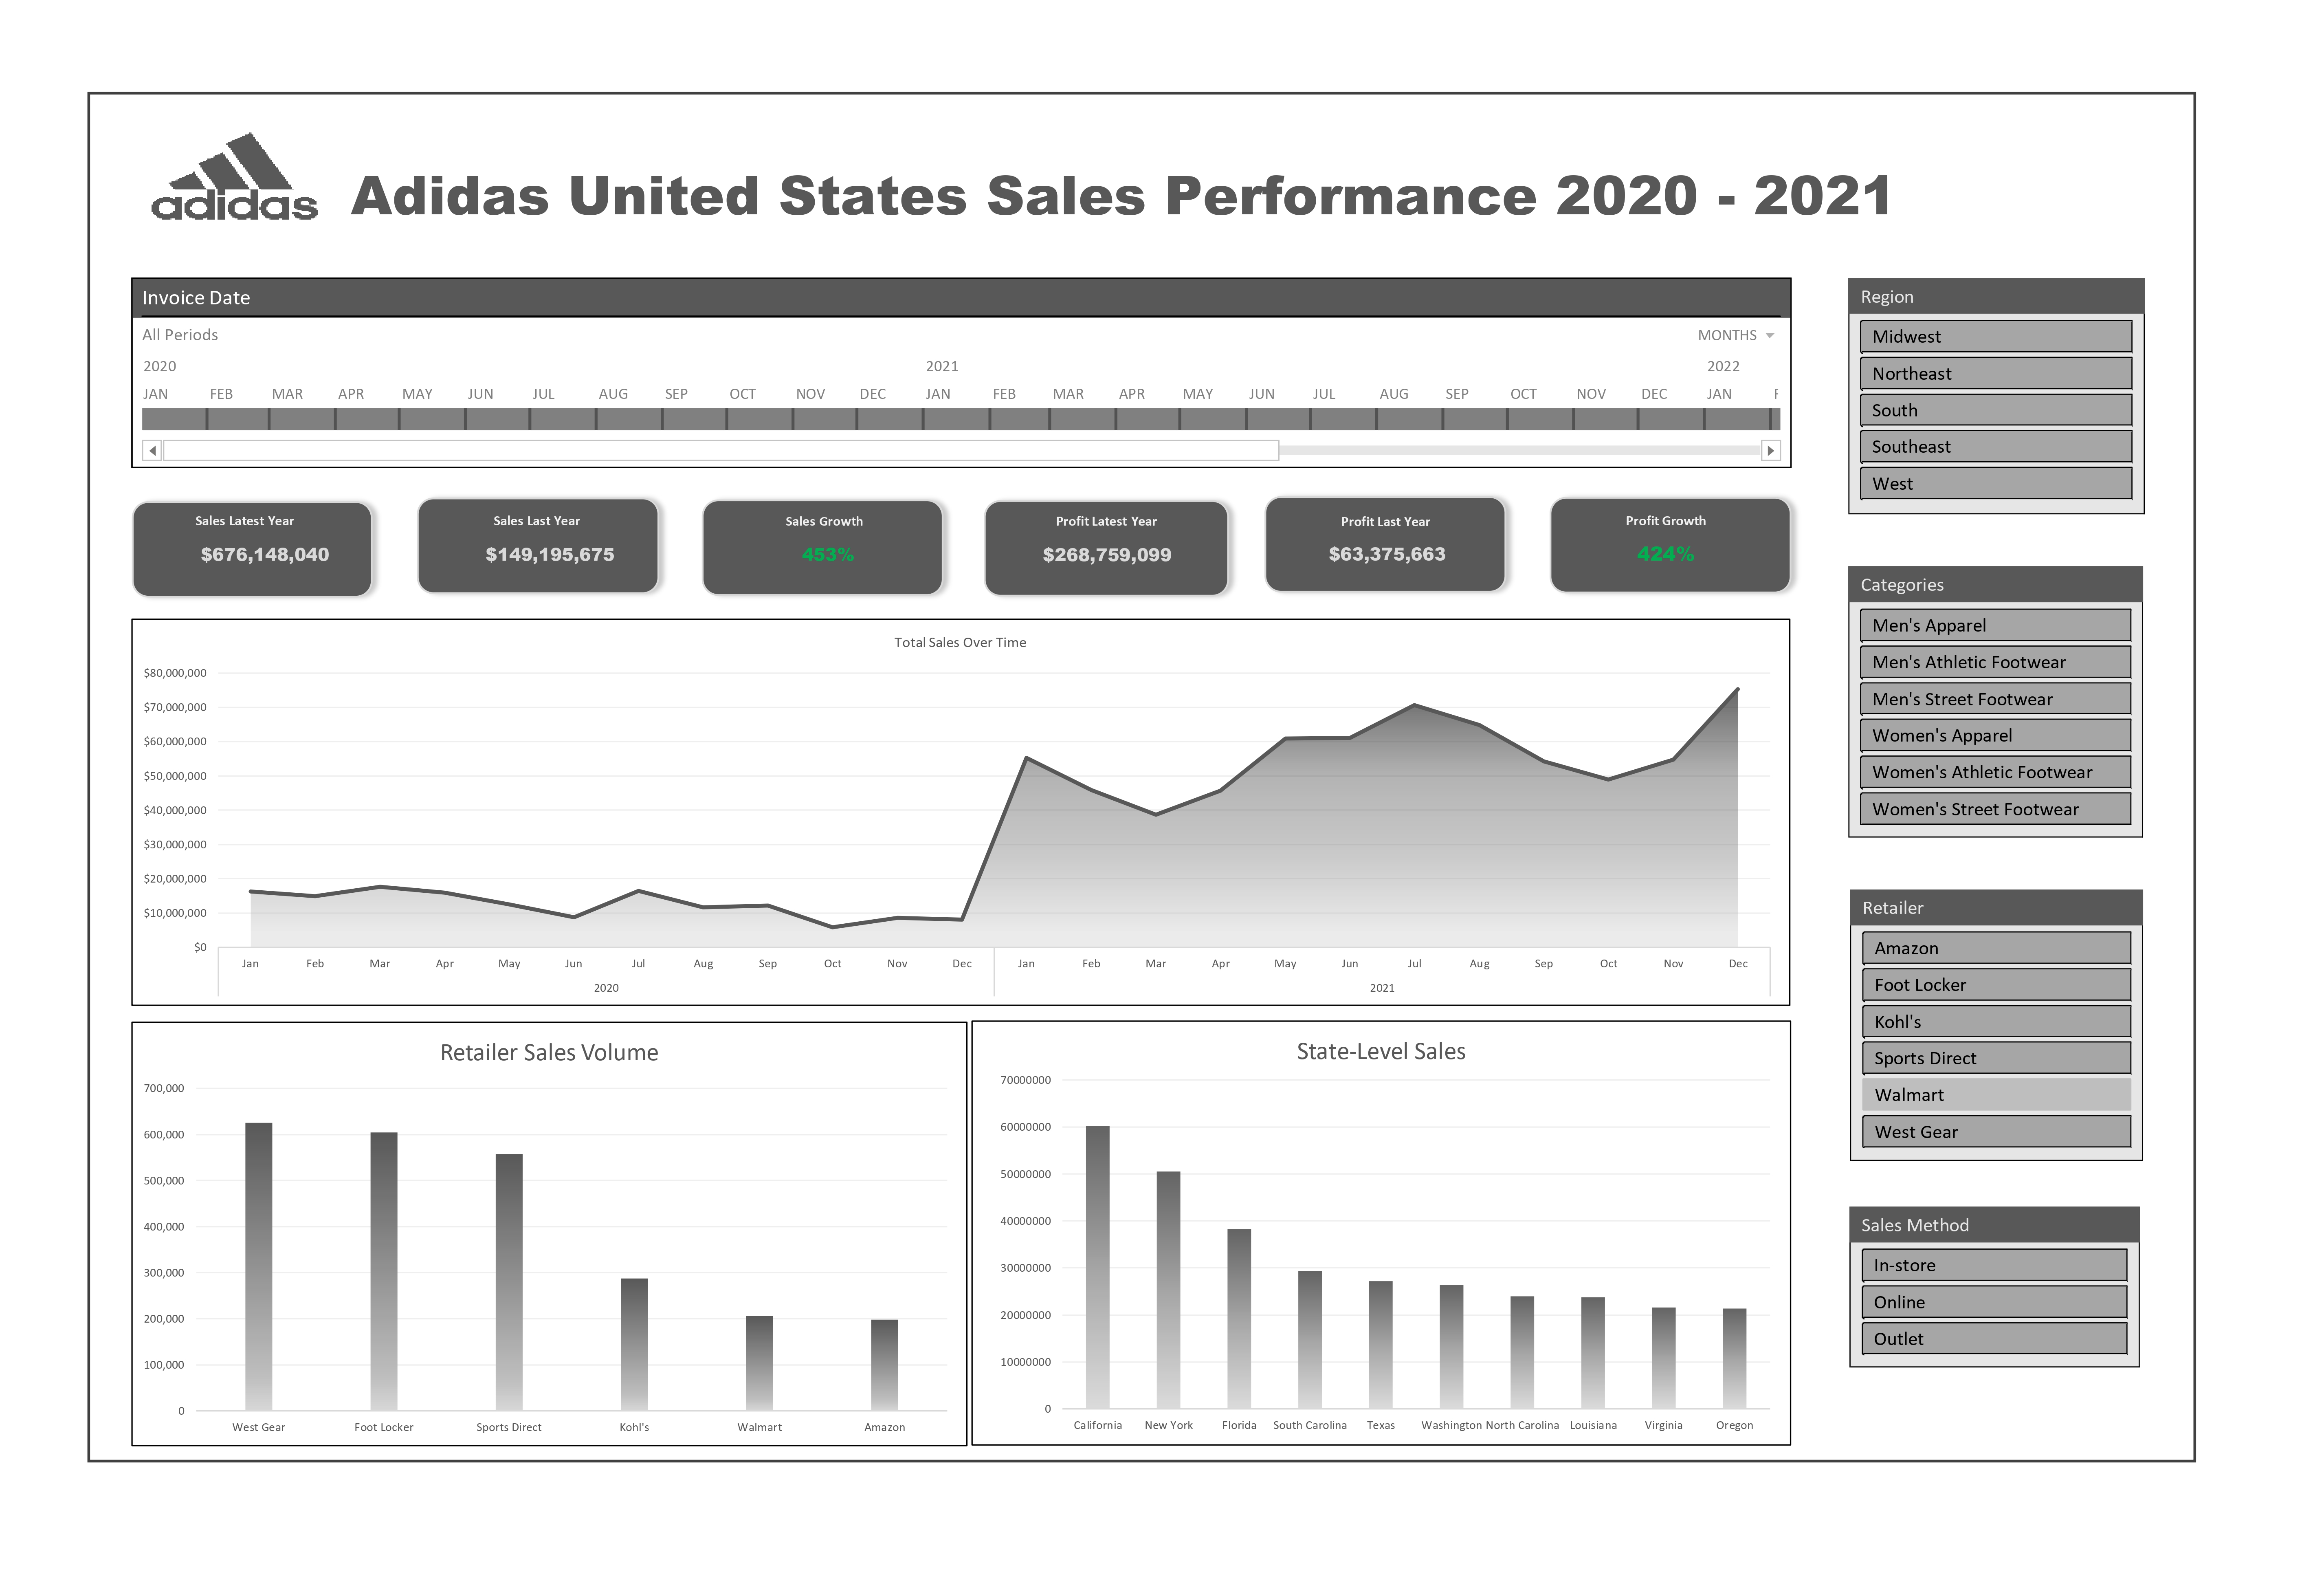 adidas
Adidas United States Sales Performance 2020 - 2021
Invoice Date
All Periods
MONTHS
2020 2021 2022
JAN FEB MAR APR MAY JUN JUL AUG SEP OCT NOV DEC JAN FEB MAR APR MAY JUN JUL AUG SEP OCT NOV DEC JAN F
Sales Latest Year
$676,148,040
Sales Last Year
$149,195,675
Sales Growth
453%
Profit Latest Year
$268,759,099
Profit Last Year
$63,375,663
Profit Growth
424%
Total Sales Over Time
$80,000,000
$70,000,000
$60,000,000
$50,000,000
$40,000,000
$30,000,000
$20,000,000
$10,000,000
$0
Jan Feb Mar Apr May Jun Jul Aug Sep Oct Nov Dec Jan Feb Mar Apr May Jun Jul Aug Sep Oct Nov Dec
2020 2021
Retailer Sales Volume
700,000
600,000
500,000
400,000
300,000
200,000
100,000
0
West Gear Foot Locker Sports Direct Kohl's Walmart Amazon
State-Level Sales
70000000
60000000
50000000
40000000
30000000
20000000
10000000
0
California New York Florida South Carolina Texas Washington North Carolina Louisiana Virginia Oregon
Region
Midwest
Northeast
South
Southeast
West
Categories
Men's Apparel
Men's Athletic Footwear
Men's Street Footwear
Women's Apparel
Women's Athletic Footwear
Women's Street Footwear
Retailer
Amazon
Foot Locker
Kohl's
Sports Direct
Walmart
West Gear
Sales Method
In-store
Online
Outlet